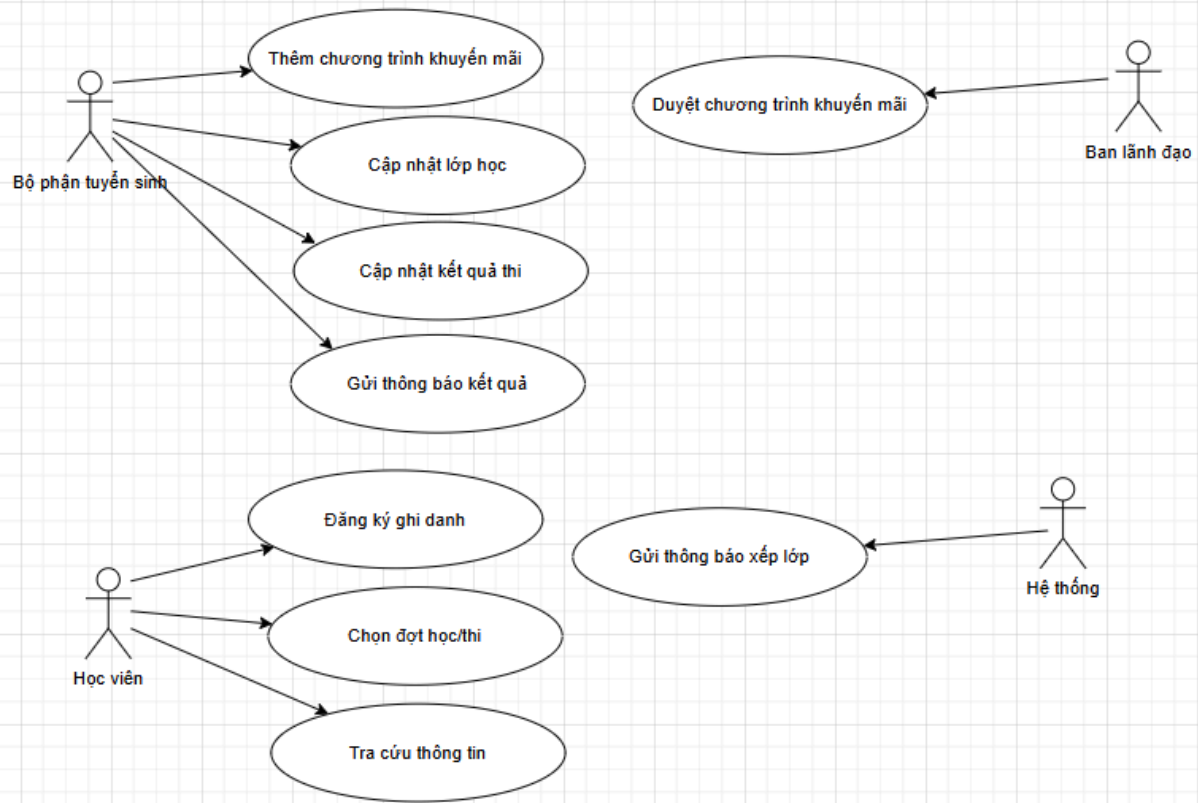 Thêm chương trình khuyến mãi
Duyệt chương trình khuyến mãi
Ban lãnh đạo
Bộ phận tuyển sinh
Cập nhật lớp học
Cập nhật kết quả thi
Gửi thông báo kết quả
Đăng ký ghi danh
Gửi thông báo xếp lớp
Hệ thống
Chọn đợt học/thi
Học viên
Tra cứu thông tin